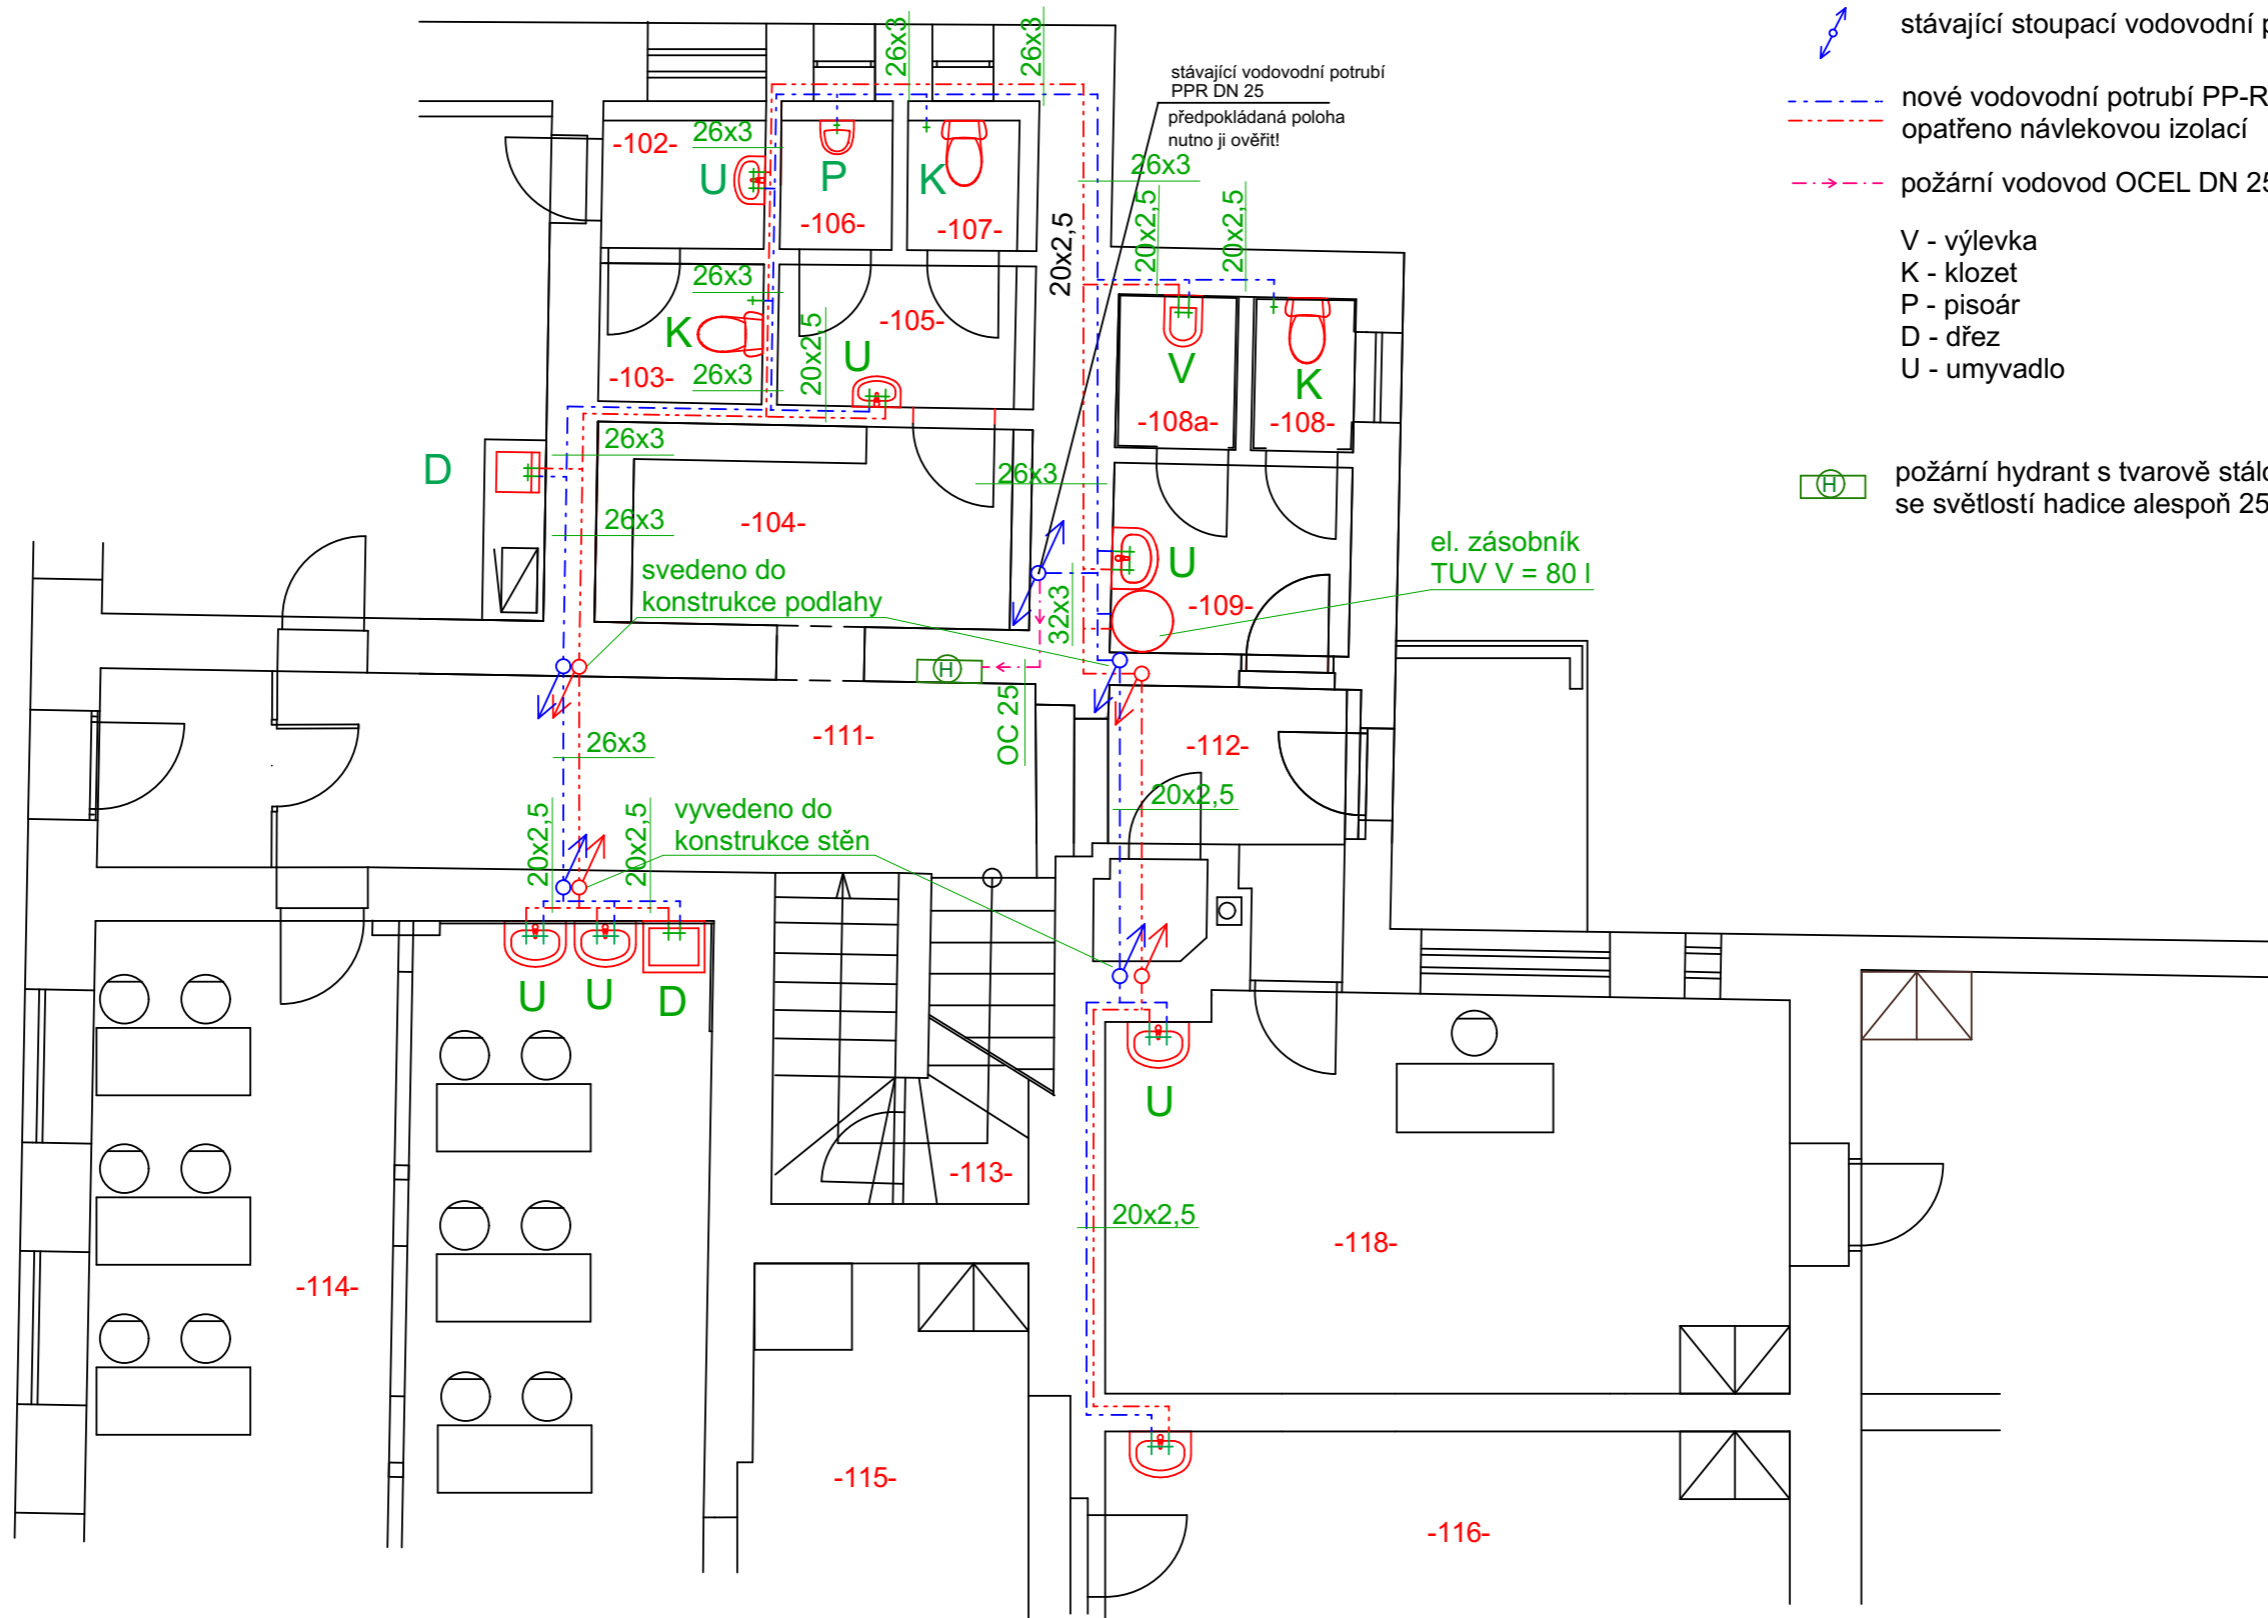 stávající stoupací vodovodní
nové vodovodní potrubí PP-R
opatřeno návlekovou izolací
požární vodovod OCEL DN 25
V - výlevka
K - klozet
P - pisoár
D - dřez
U - umyvadlo
požární hydrant s tvarově
se světlostí hadice alespoň 25
H
stávající vodovodní potrubí
PPR DN 25
předpokládaná poloha
nutno ji ověřit!
26x3
26x3
-102-
26x3
U
P
K
-106-
-107-
26x3
20x2,5
20x2,5
20x2,5
26x3
K
-103-
26x3
20x2,5
-105-
U
V
K
-108a-
-108-
D
26x3
26x3
-104-
26x3
svedeno do
konstrukce podlahy
U
-109-
32x3
el. zásobník
TUV V = 80 l
H
OC 25
-111-
-112-
26x3
20x2,5
20x2,5
20x2,5
vyvedeno do
konstrukce stěn
U
U
D
U
-113-
20x2,5
-118-
-114-
-115-
-116-